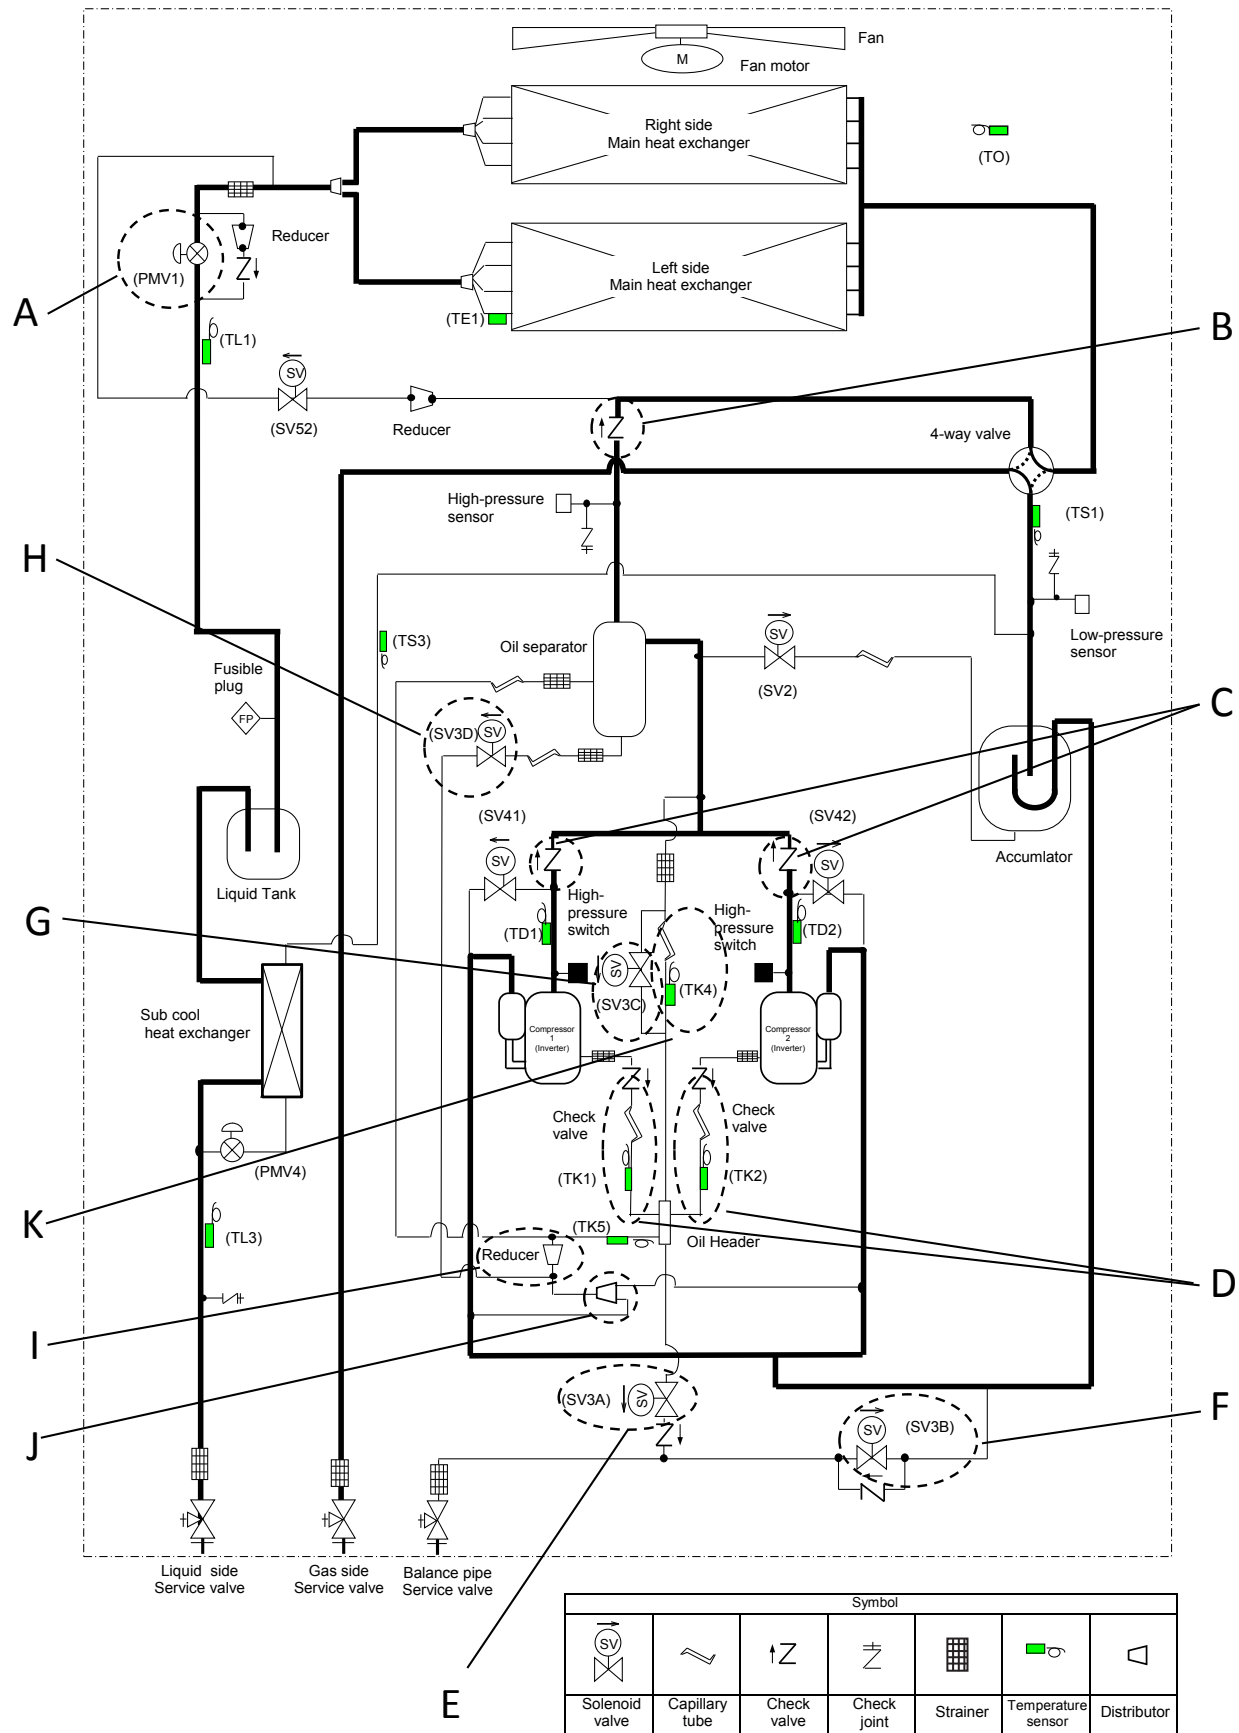 Fan
M
Fan motor
Right side
Main heat exchanger
(TO)
Reducer
(PMV1)
A
Left side
Main heat exchanger
(TE1)
(TL1)
B
SV
(SV52)
Reducer
4-way valve
High-pressure
sensor
(TS1)
H
(TS3)
Oil separator
SV
(SV2)
Low-pressure
sensor
Fusible
plug
FP
(SV3D)
SV
C
(SV41)
(SV42)
SV
SV
Accumlator
Liquid Tank
High-
pressure
switch
High-
pressure
switch
G
(TD1)
(TD2)
SV
(SV3C)
(TK4)
Sub cool
heat exchanger
Compressor
1
(Inverter)
Compressor
2
(Inverter)
Check
valve
Check
valve
(PMV4)
(TK1)
(TK2)
K
(TL3)
(TK5)
Oil Header
Reducer
D
I
(SV3A)
SV
J
SV
(SV3B)
F
Liquid side
Service valve
Gas side
Service valve
Balance pipe
Service valve
E
Symbol
SV
Solenoid
valve
Capillary
tube
Check
valve
Check
joint
Strainer
Temperature
sensor
Distributor